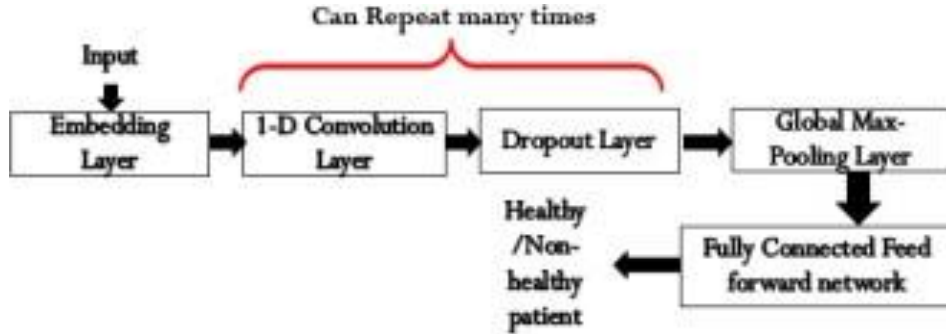 Can Repeat many times
Input
Embedding
Layer
1-D Convolution
Layer
Dropout Layer
Global Max-
Pooling Layer
Healthy
/Non-
healthy
patient
Fully Connected Feed
forward network